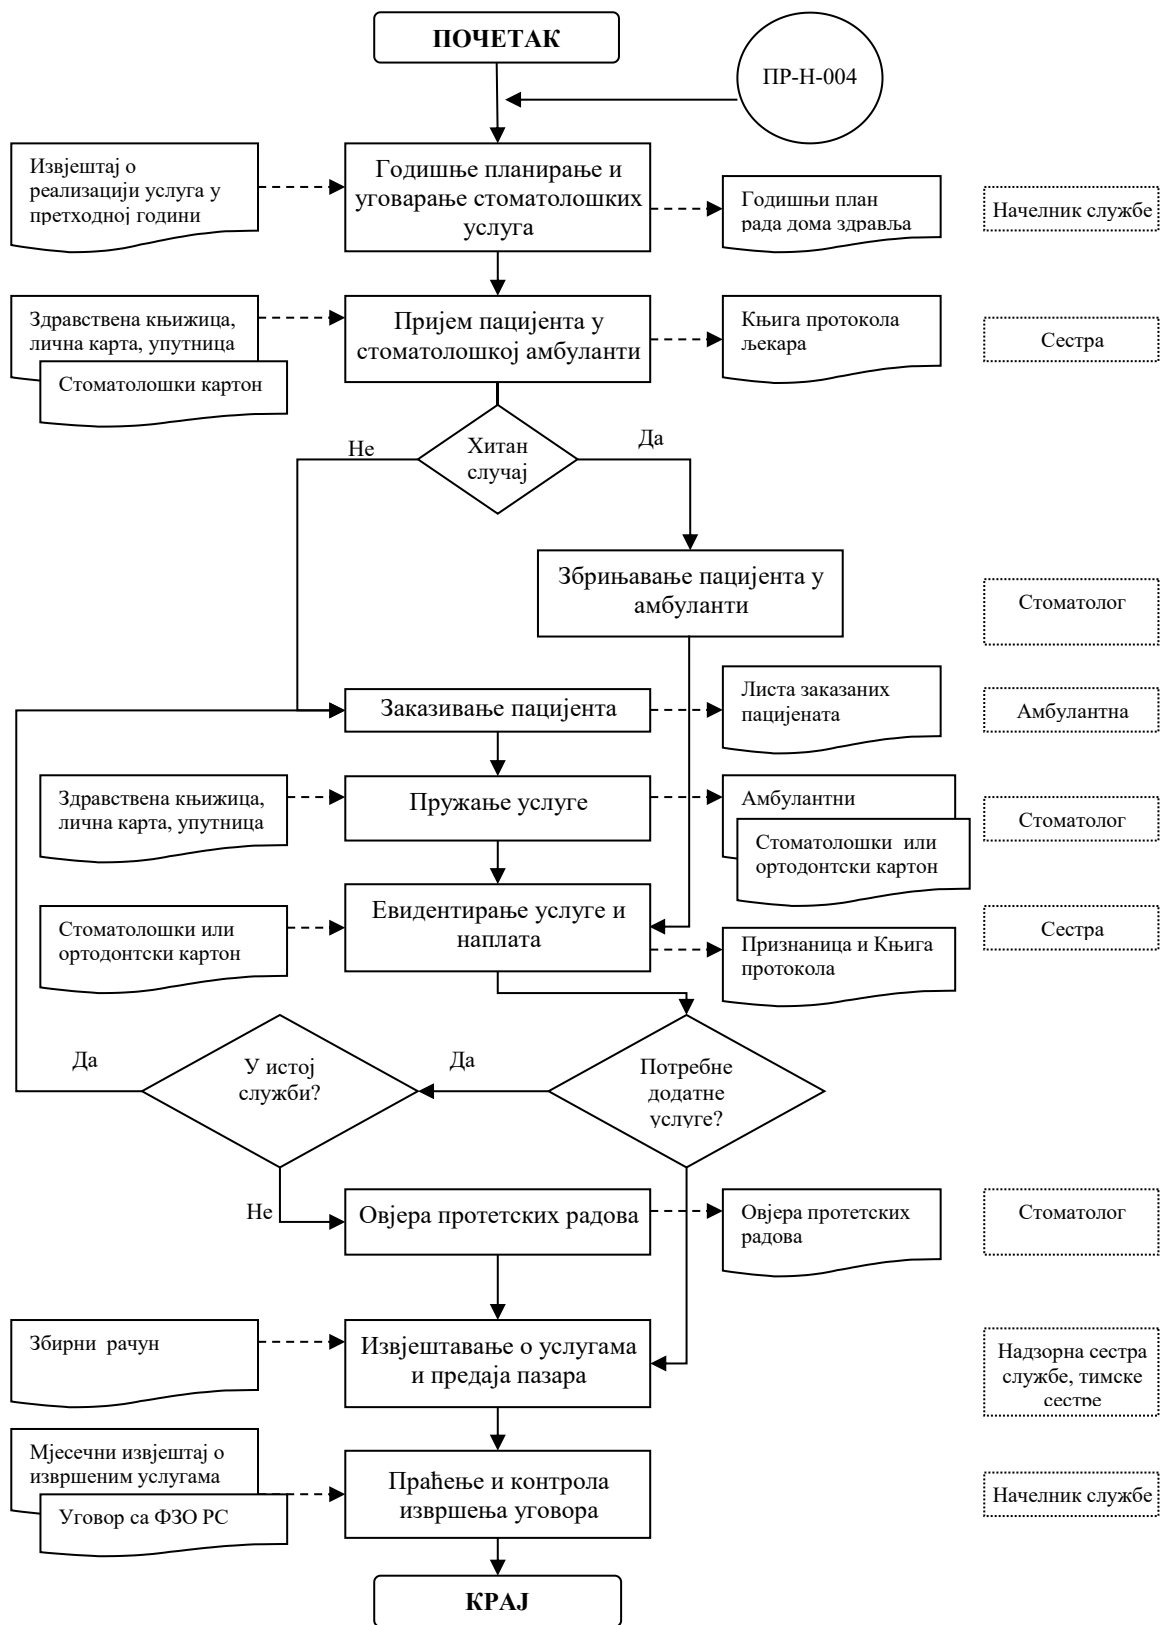 ПОЧЕТАК
ПР-Н-004
Извјештај о
реализацији услуга у
претходној години
Годишње планирање и
уговарање стоматолошких
услуга
Годишњи план
рада дома здравља
Начелник службе
Здравствена књижица,
лична карта, упутница
Стоматолошки картон
Пријем пацијента у
стоматолошкој амбуланти
Књига протокола
љекара
Сестра
Не
Хитан
случај
Да
Збрињавање пацијента у
амбуланти
Стоматолог
Заказивање пацијента
Листа заказаних
пацијената
Амбулантна
Здравствена књижица,
лична карта, упутница
Пружање услуге
Амбулантни
Стоматолошки или
ортодонтски картон
Стоматолог
Стоматолошки или
ортодонтски картон
Евидентирање услуге и
наплата
Признаница и Књига
протокола
Сестра
Да
У истој
служби?
Да
Потребне
додатне
услуге?
Не
Овјера протетских радова
Овјера протетских
радова
Стоматолог
Збирни рачун
Извјештавање о услугама
и предаја пазара
Надзорна сестра
службе, тимске
сестре
Мјесечни извјештај о
извршеним услугама
Уговор са ФЗО РС
Праћење и контрола
извршења уговора
Начелник службе
КРАЈ